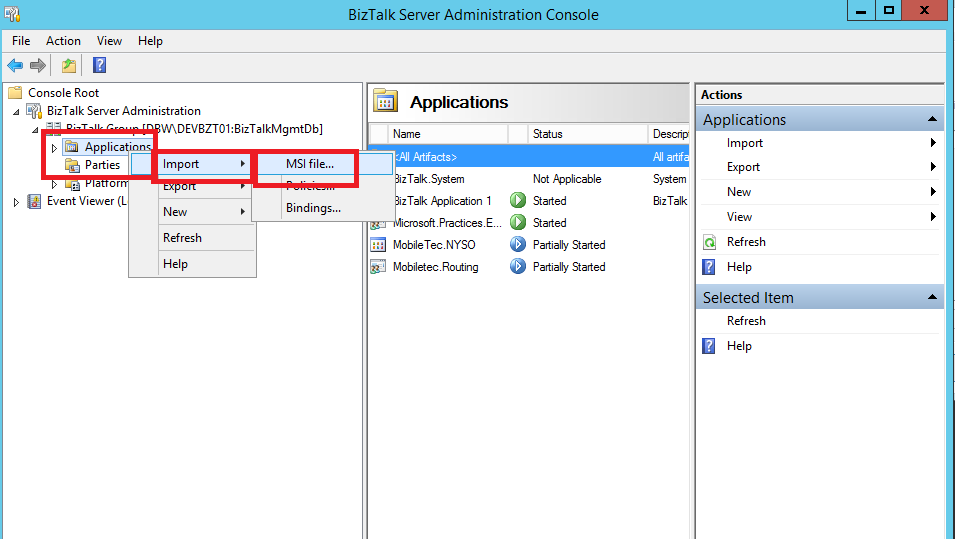 BizTalk Server Administration Console
File Action View Help
Console Root
BizTalk Server Administration
BizTalk Group [DBW\DEVBZT01:BizTalkMgmtDb]
Applications
Parties
Platform
Event Viewer (L
Import
Export
New
Refresh
Help
MSI file...
Policies...
Bindings...
Applications
Name Status Descript
<All Artifacts> All artifa
BizTalk.System Not Applicable
BizTalk Application 1 Started BizTalk
Microsoft.Practices.E... Started
MobileTec.NYSO Partially Started
Mobiletec.Routing Partially Started
Actions
Applications
Import
Export
New
View
Refresh
Help
Selected Item
Refresh
Help